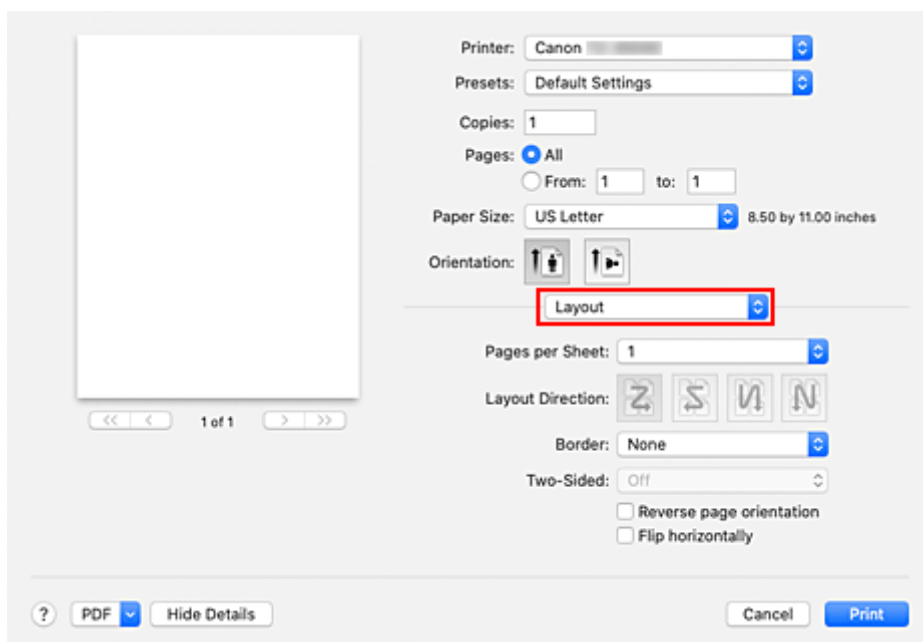 Printer: Canon
Presets: Default Settings
Copies: 1
Pages: All
From: 1 to: 1
Paper Size: US Letter 8.50 by 11.00 inches
Orientation:
Layout
Pages per Sheet: 1
Layout Direction:
Border: None
Two-Sided: Off
Reverse page orientation
Flip horizontally
<< < 1 of 1 > >>
? PDF Hide Details Cancel Print